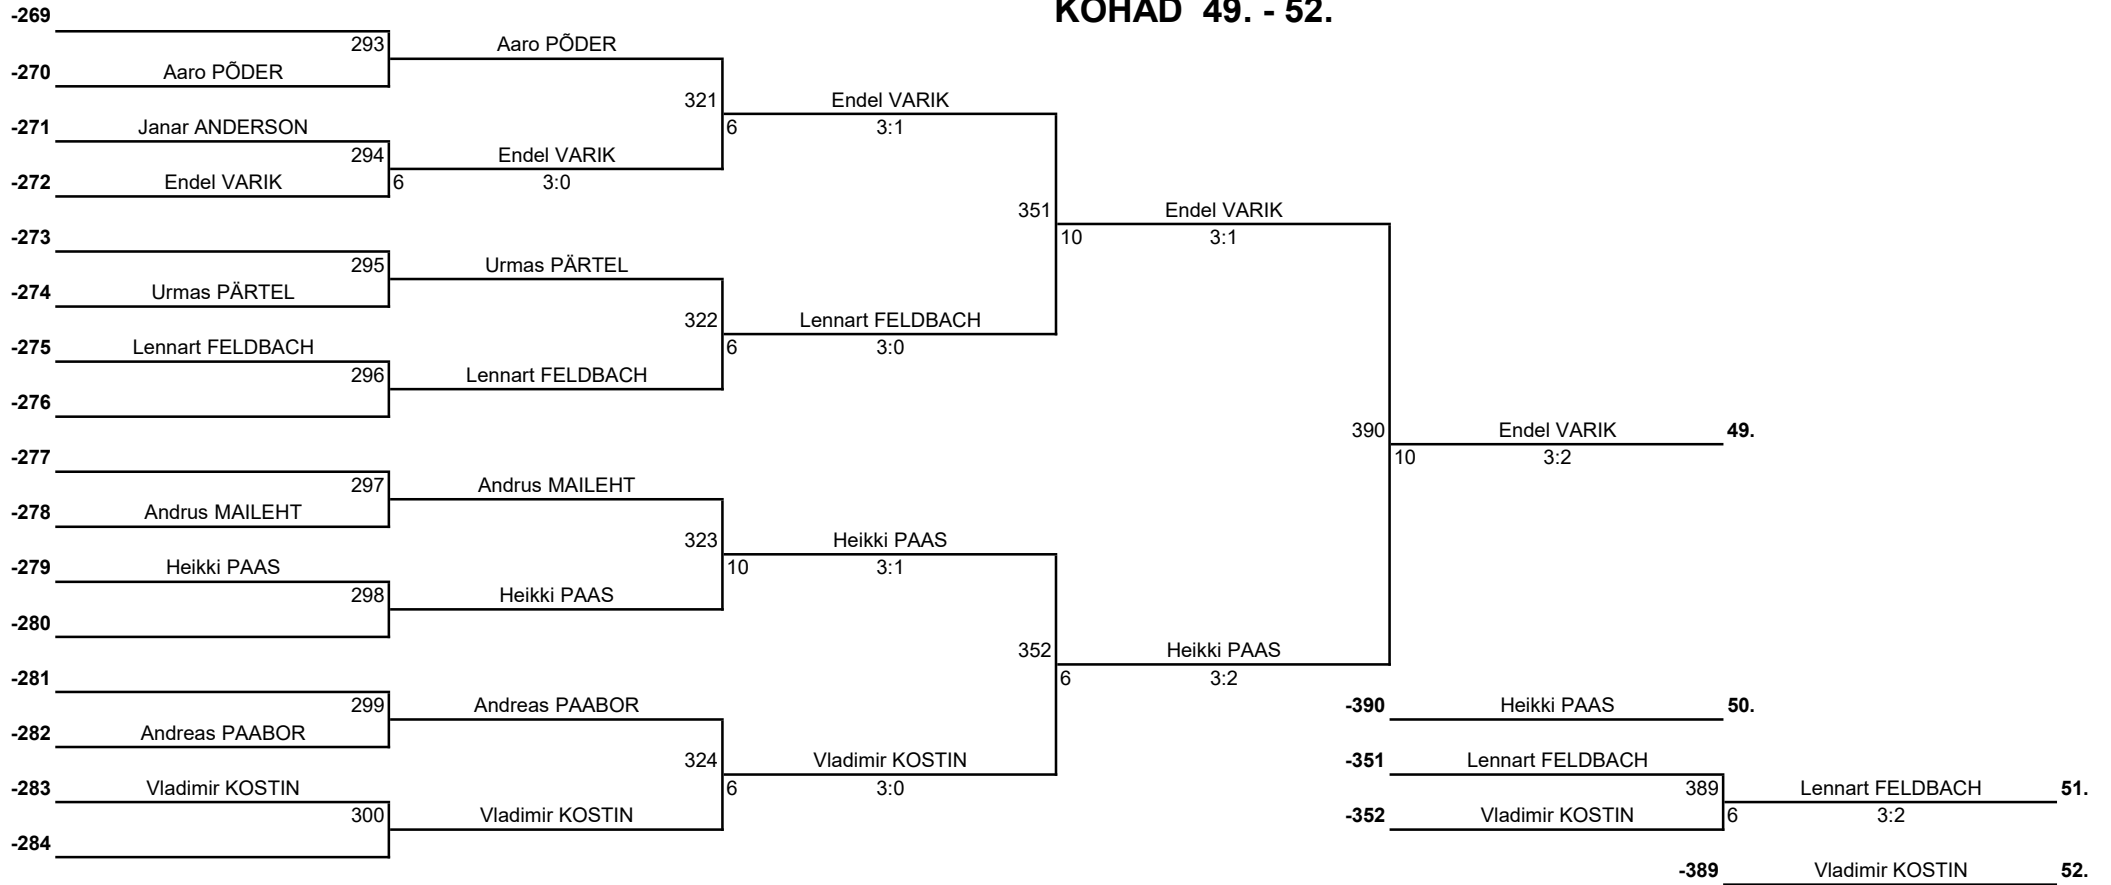 KOHAD 49. - 52.
-269
293 Aaro PÕDER
-270 Aaro PÕDER
321 Endel VARIK
-271 Janar ANDERSON 6 3:1
294 Endel VARIK
-272 Endel VARIK 6 3:0
351 Endel VARIK
-273 10 3:1
295 Urmas PÄRTEL
-274 Urmas PÄRTEL
322 Lennart FELDBACH
-275 Lennart FELDBACH 6 3:0
296 Lennart FELDBACH
-276
390 Endel VARIK 49.
-277 10 3:2
297 Andrus MAILEHT
-278 Andrus MAILEHT
323 Heikki PAAS
-279 Heikki PAAS 10 3:1
298 Heikki PAAS
-280
352 Heikki PAAS
-281 6 3:2
299 Andreas PAABOR -390 Heikki PAAS 50.
-282 Andreas PAABOR
324 Vladimir KOSTIN -351 Lennart FELDBACH
-283 Vladimir KOSTIN 6 3:0 389 Lennart FELDBACH 51.
300 Vladimir KOSTIN -352 Vladimir KOSTIN 6 3:2
-284
-389 Vladimir KOSTIN 52.